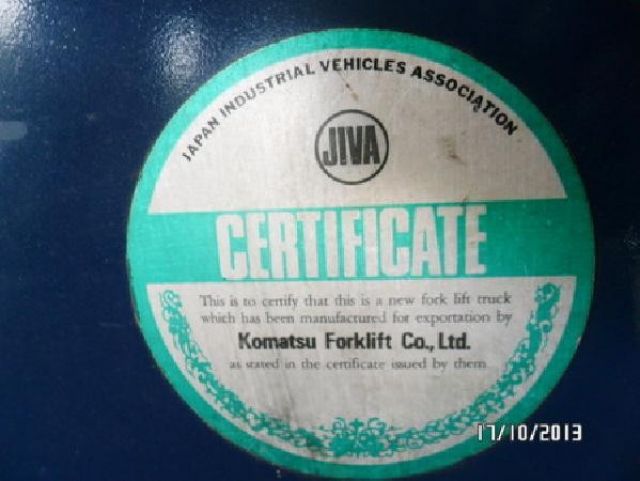 JAPAN INDUSTRIAL VEHICLES ASSOCIATION
JIVA
CERTIFICATE
This is to certify that this is a new fork lift truck
which has been manufactured for exportation by
Komatsu Forklift Co., Ltd.
as stated in the certificate issued by them
17/10/2013